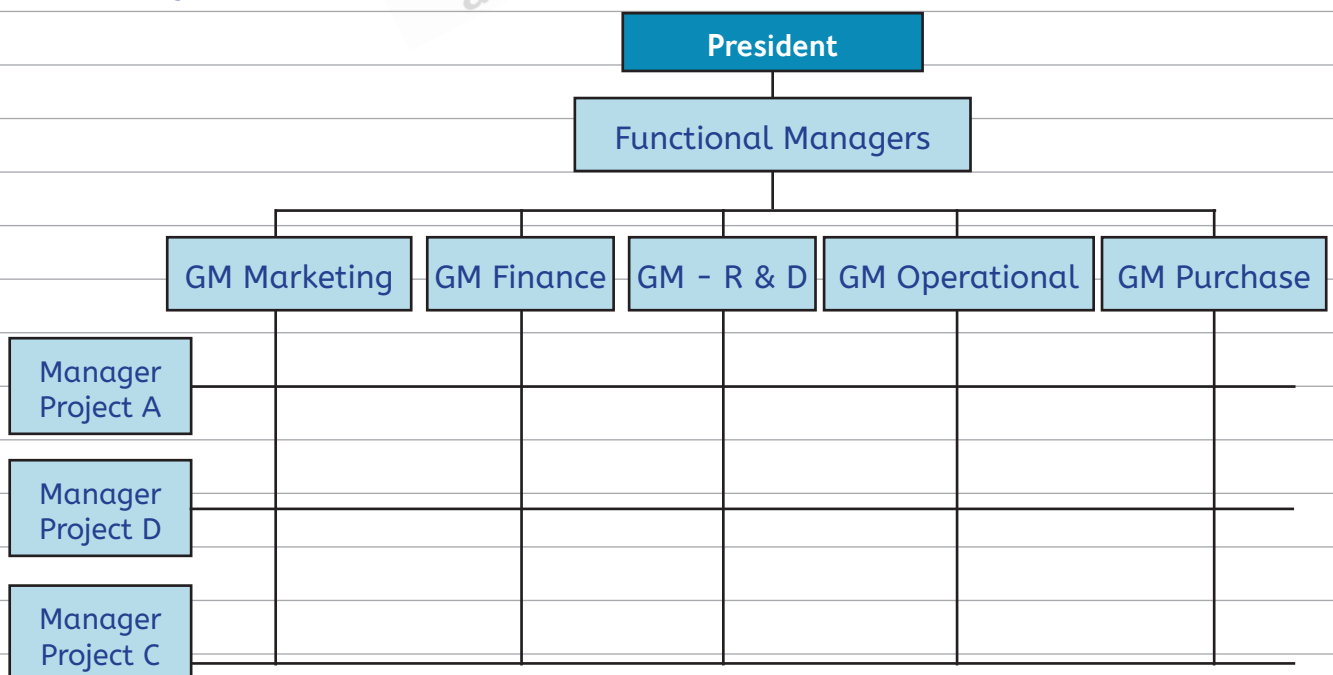 President
Functional Managers
GM Marketing
GM Finance
GM - R & D
GM Operational
GM Purchase
Manager
Project A
Manager
Project D
Manager
Project C